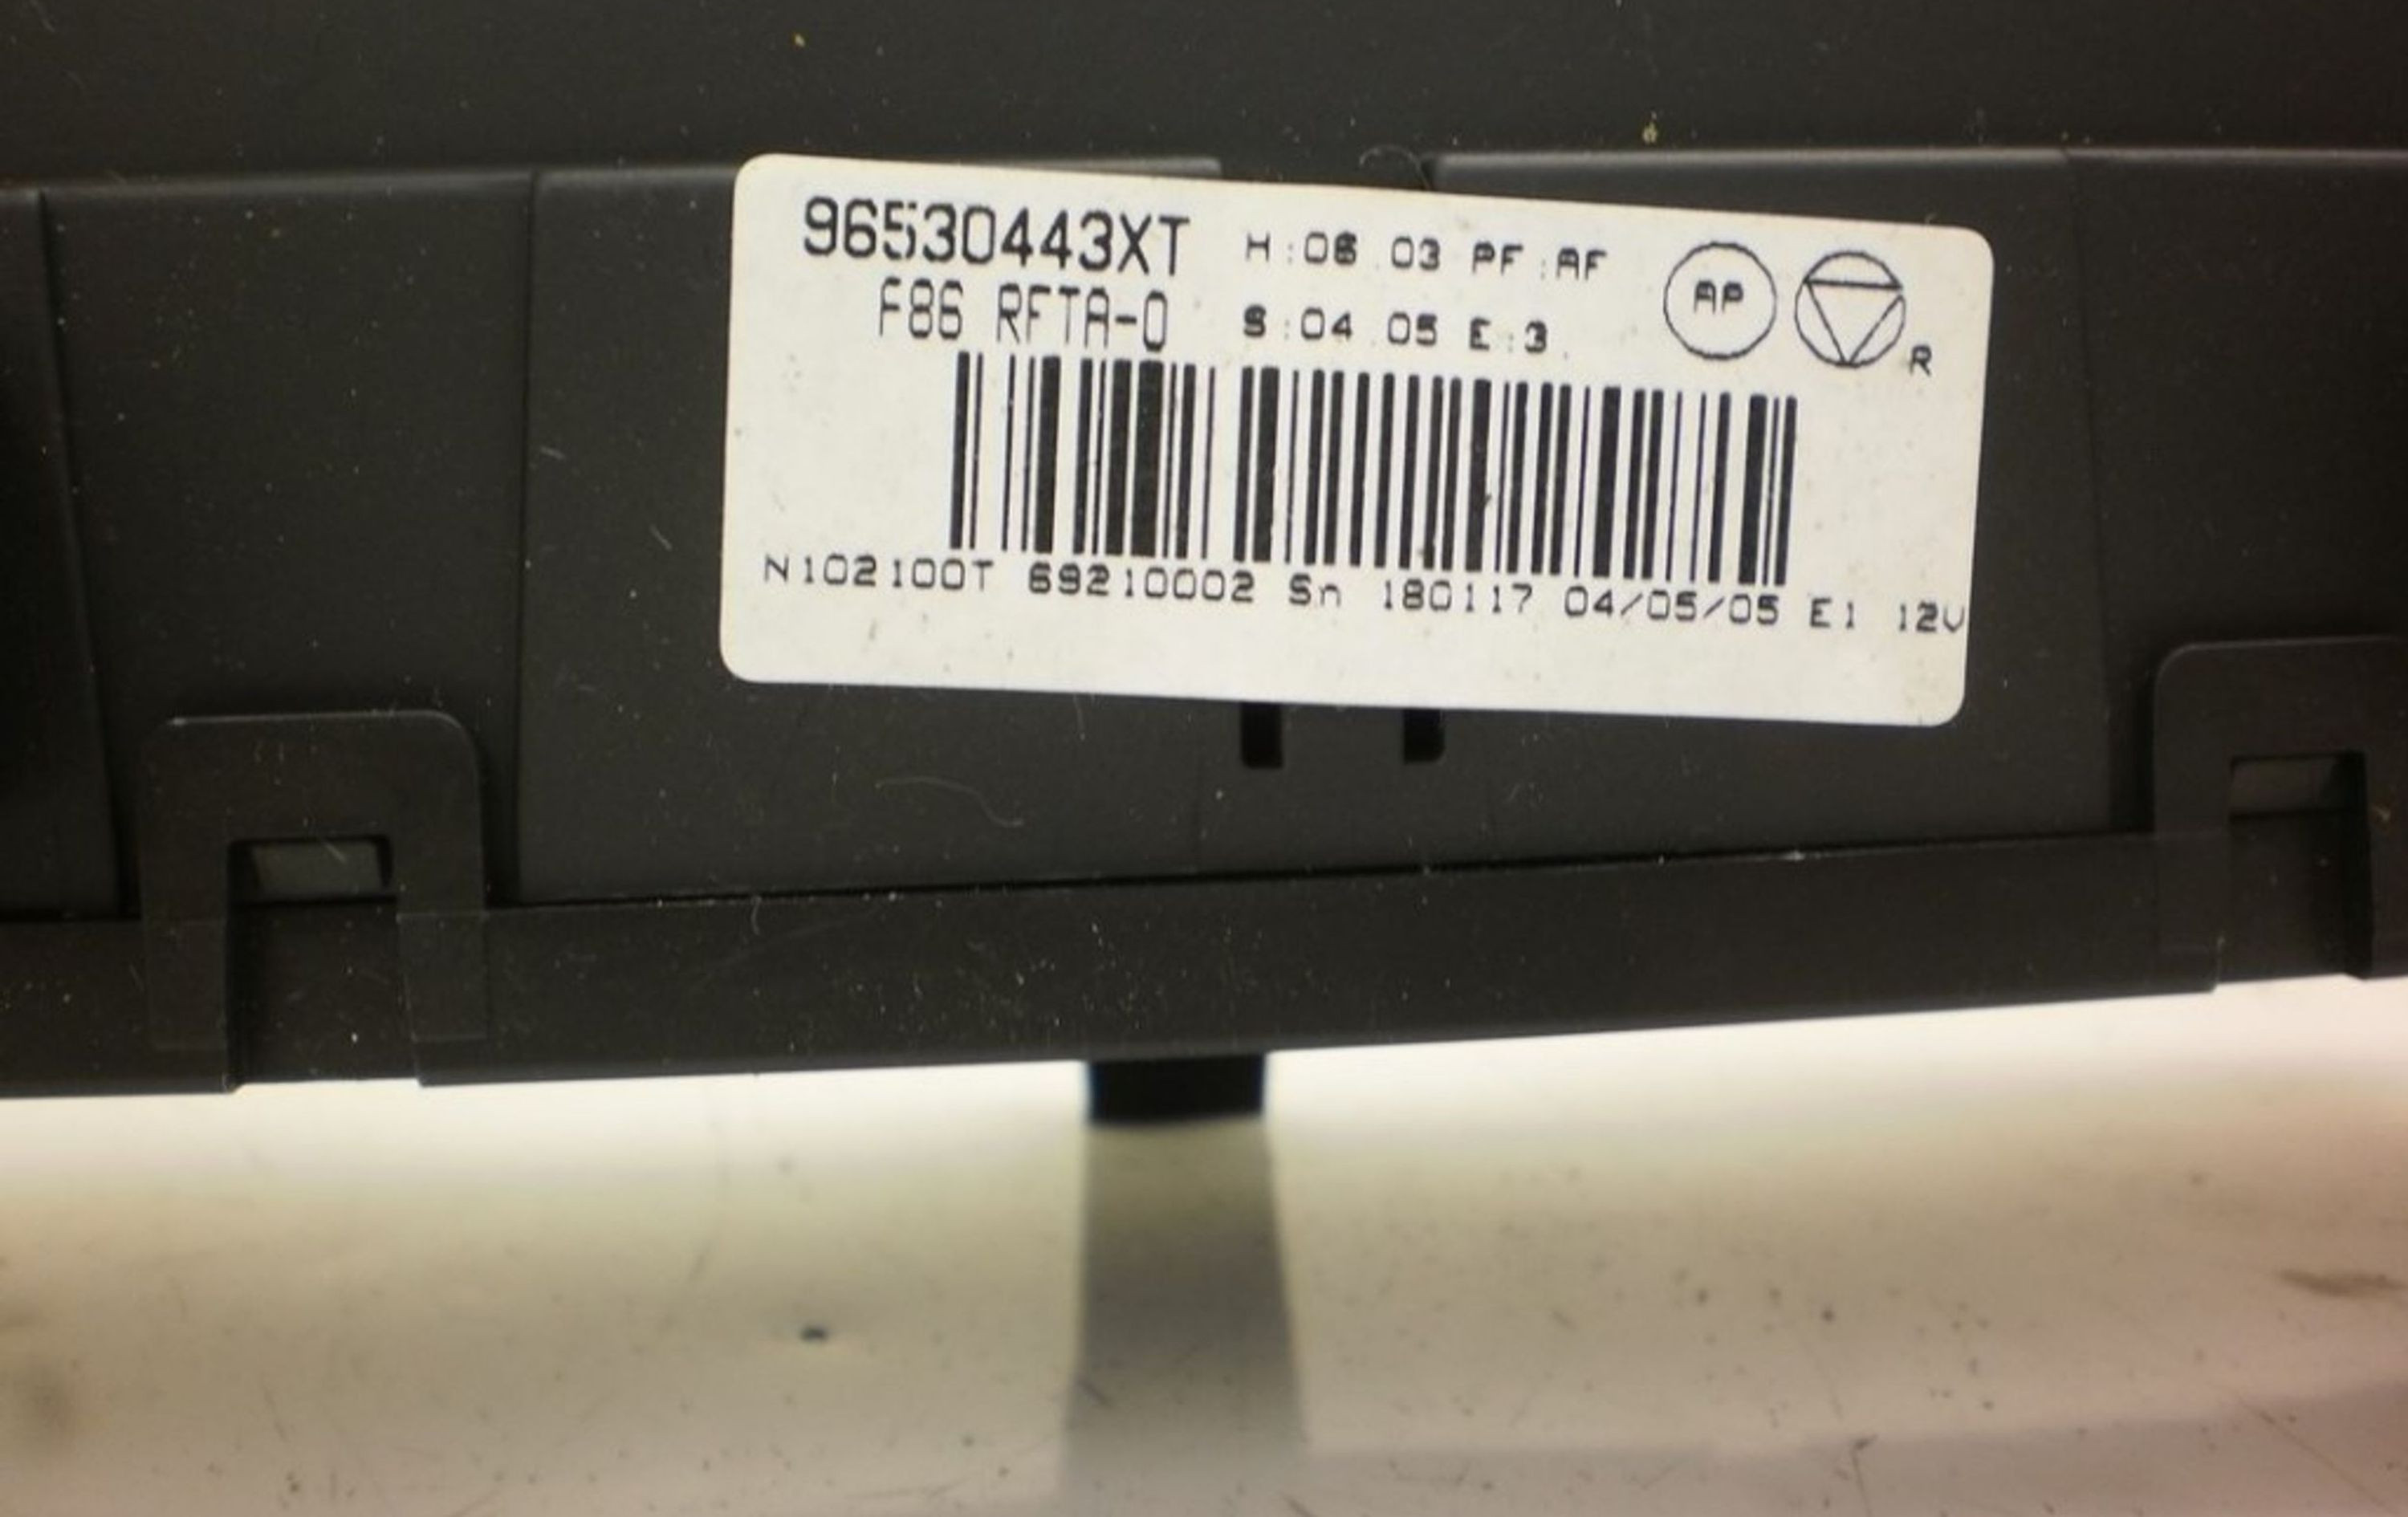 96530443XT H:06 03 PF:AF
F86 RFTA-0 S:04 05 E:3
AP
R
N102100T 69210002 Sn 180117 04/05/05 E1 12V